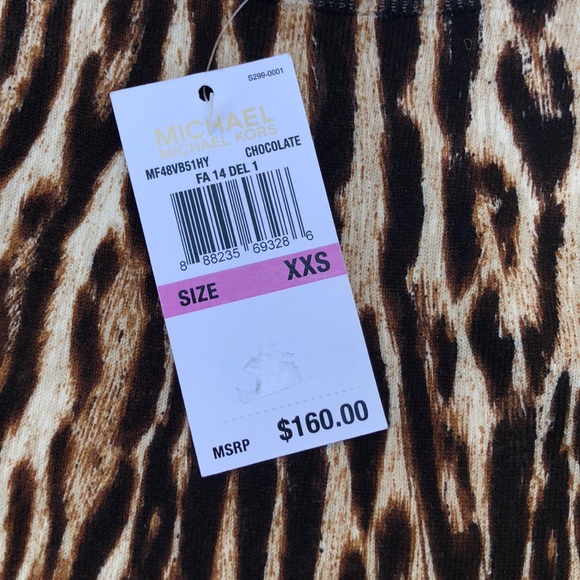 S299-0001
MICHAEL
MICHAEL KORS
MF48VB51HY CHOCOLATE
FA 14 DEL 1
8 88235 69328 6
SIZE XXS
MSRP $160.00